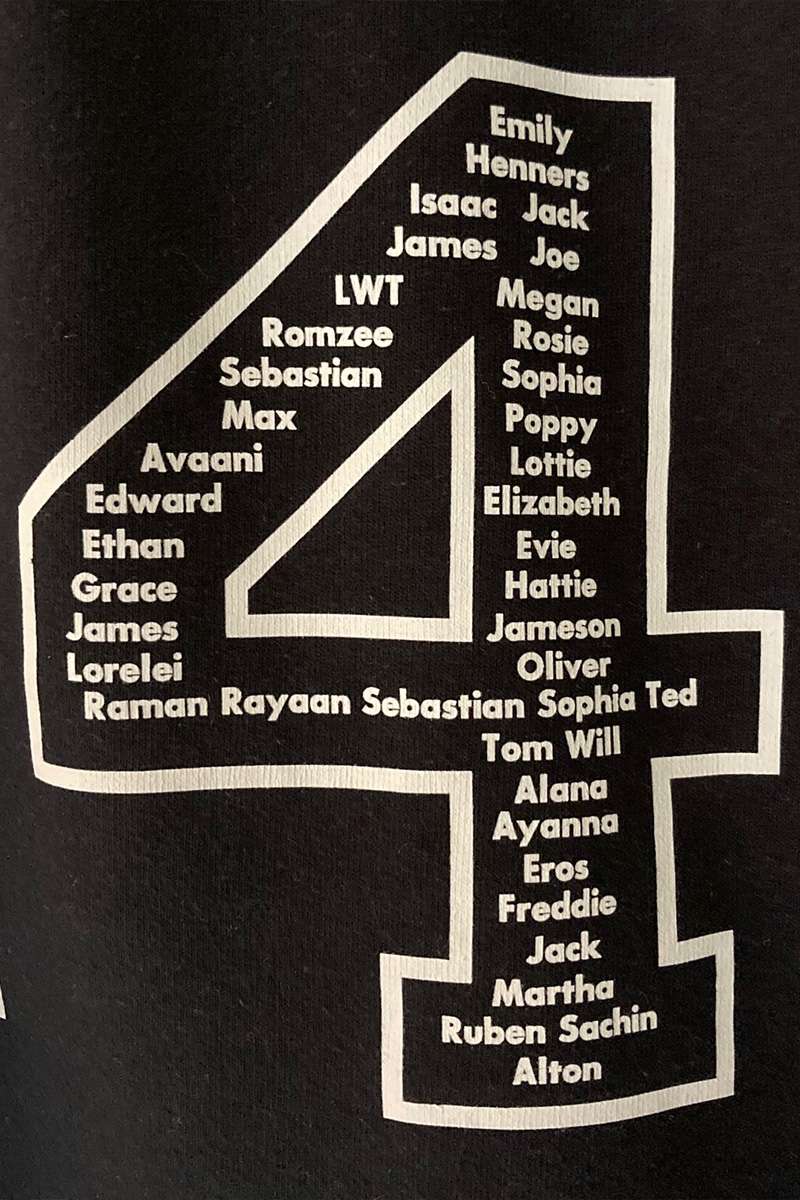 Emily
Henners
Isaac Jack
James Joe
LWT Megan
Romzee Rosie
Sebastian Sophia
Max Poppy
Avaani Lottie
Edward Elizabeth
Ethan Evie
Grace Hattie
James Jameson
Lorelei Oliver
Raman Rayaan Sebastian Sophia Ted
Tom Will
Alana
Ayanna
Eros
Freddie
Jack
Martha
Ruben Sachin
Alton